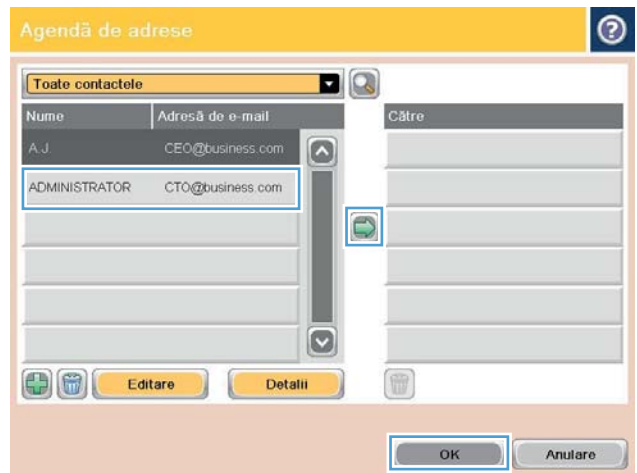 Agendă de adrese
Toate contactele
Nume Adresă de e-mail
Către
A.J. CEO@business.com
ADMINISTRATOR CTO@business.com
Editare Detalii
OK Anulare